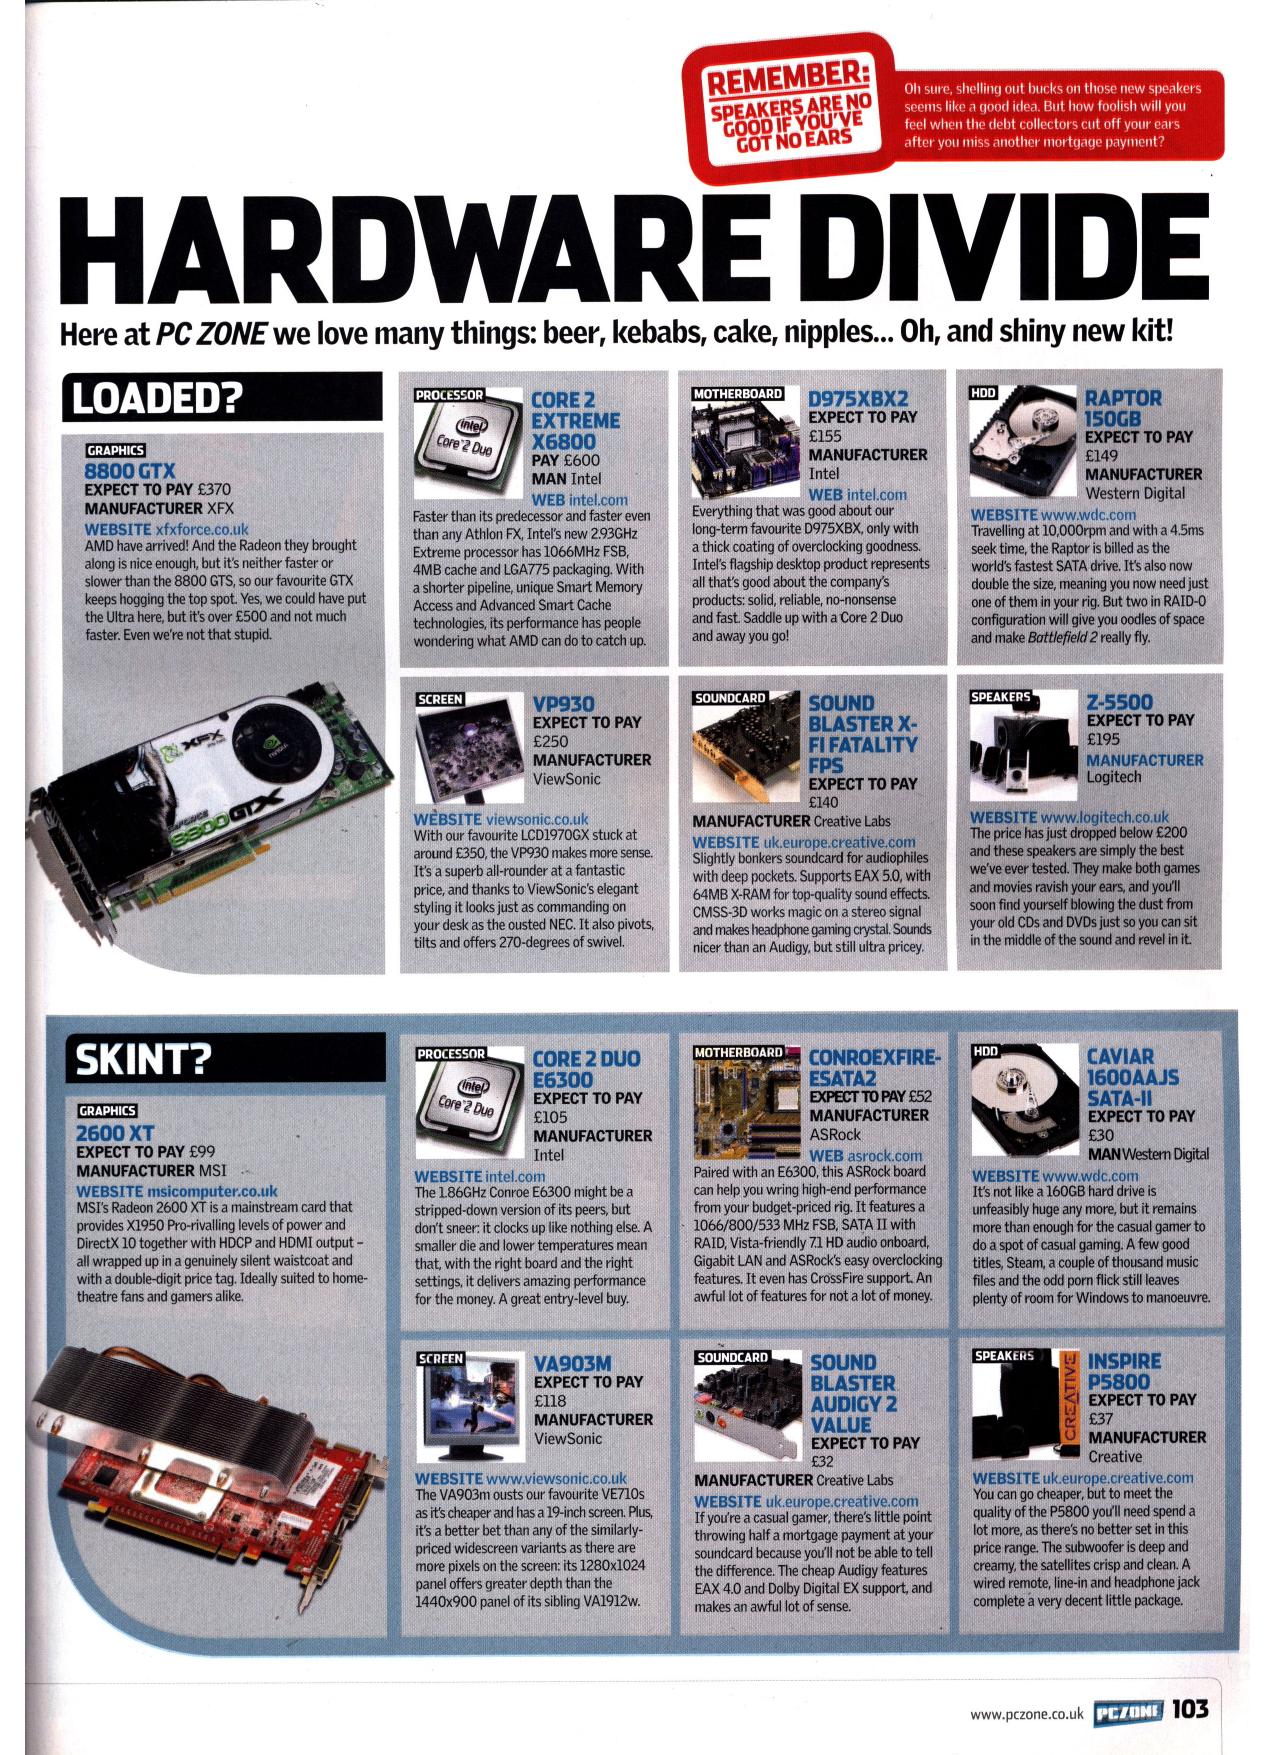 REMEMBER:
SPEAKERS ARE NO
GOOD IF YOU'VE
GOT NO EARS
Oh sure, shelling out bucks on those new speakers
seems like a good idea. But how foolish will you
feel when the debt collectors cut off your ears
after you miss another mortgage payment?
HARDWARE DIVIDE
Here at PC ZONE we love many things: beer, kebabs, cake, nipples... Oh, and shiny new kit!
LOADED?
GRAPHICS
8800 GTX
EXPECT TO PAY £370
MANUFACTURER XFX
WEBSITE xfxforce.co.uk
AMD have arrived! And the Radeon they brought
along is nice enough, but it's neither faster or
slower than the 8800 GTS, so our favourite GTX
keeps hogging the top spot. Yes, we could have put
the Ultra here, but it's over £500 and not much
faster. Even we're not that stupid.
XFX
nVIDIA
GEFORCE
8800GTX
PROCESSOR
intel
Core 2 Duo
CORE 2
EXTREME
X6800
PAY £600
MAN Intel
WEB intel.com
Faster than its predecessor and faster even
than any Athlon FX, Intel's new 2.93GHz
Extreme processor has 1066MHz FSB,
4MB cache and LGA775 packaging. With
a shorter pipeline, unique Smart Memory
Access and Advanced Smart Cache
technologies, its performance has people
wondering what AMD can do to catch up.
MOTHERBOARD
D975XBX2
EXPECT TO PAY
£155
MANUFACTURER
Intel
WEB intel.com
Everything that was good about our
long-term favourite D975XBX, only with
a thick coating of overclocking goodness.
Intel's flagship desktop product represents
all that's good about the company's
products: solid, reliable, no-nonsense
and fast. Saddle up with a Core 2 Duo
and away you go!
HDD
RAPTOR
150GB
EXPECT TO PAY
£149
MANUFACTURER
Western Digital
WEBSITE www.wdc.com
Travelling at 10,000rpm and with a 4.5ms
seek time, the Raptor is billed as the
world's fastest SATA drive. It's also now
double the size, meaning you now need just
one of them in your rig. But two in RAID-0
configuration will give you oodles of space
and make Battlefield 2 really fly.
SCREEN
VP930
EXPECT TO PAY
£250
MANUFACTURER
ViewSonic
WEBSITE viewsonic.co.uk
With our favourite LCD1970GX stuck at
around £350, the VP930 makes more sense.
It's a superb all-rounder at a fantastic
price, and thanks to ViewSonic's elegant
styling it looks just as commanding on
your desk as the ousted NEC. It also pivots,
tilts and offers 270-degrees of swivel.
SOUNDCARD
SOUND
BLASTER X-
FI FATAL1TY
FPS
EXPECT TO PAY
£140
MANUFACTURER Creative Labs
WEBSITE uk.europe.creative.com
Slightly bonkers soundcard for audiophiles
with deep pockets. Supports EAX 5.0, with
64MB X-RAM for top-quality sound effects.
CMSS-3D works magic on a stereo signal
and makes headphone gaming crystal. Sounds
nicer than an Audigy, but still ultra pricey.
SPEAKERS
Z-5500
EXPECT TO PAY
£195
MANUFACTURER
Logitech
WEBSITE www.logitech.co.uk
The price has just dropped below £200
and these speakers are simply the best
we've ever tested. They make both games
and movies ravish your ears, and you'll
soon find yourself blowing the dust from
your old CDs and DVDs just so you can sit
in the middle of the sound and revel in it.
SKINT?
GRAPHICS
2600 XT
EXPECT TO PAY £99
MANUFACTURER MSI
WEBSITE msicomputer.co.uk
MSI's Radeon 2600 XT is a mainstream card that
provides X1950 Pro-rivalling levels of power and
DirectX 10 together with HDCP and HDMI output –
all wrapped up in a genuinely silent waistcoat and
with a double-digit price tag. Ideally suited to home-
theatre fans and gamers alike.
PROCESSOR
intel
Core 2 Duo
CORE 2 DUO
E6300
EXPECT TO PAY
£105
MANUFACTURER
Intel
WEBSITE intel.com
The 1.86GHz Conroe E6300 might be a
stripped-down version of its peers, but
don't sneer: it clocks up like nothing else. A
smaller die and lower temperatures mean
that, with the right board and the right
settings, it delivers amazing performance
for the money. A great entry-level buy.
MOTHERBOARD
CONROEXFIRE-
ESATA2
EXPECT TO PAY £52
MANUFACTURER
ASRock
WEB asrock.com
Paired with an E6300, this ASRock board
can help you wring high-end performance
from your budget-priced rig. It features a
1066/800/533 MHz FSB, SATA II with
RAID, Vista-friendly 7.1 HD audio onboard,
Gigabit LAN and ASRock's easy overclocking
features. It even has CrossFire support. An
awful lot of features for not a lot of money.
HDD
CAVIAR
1600AAJS
SATA-II
EXPECT TO PAY
£30
MAN Western Digital
WEBSITE www.wdc.com
It's not like a 160GB hard drive is
unfeasibly huge any more, but it remains
more than enough for the casual gamer to
do a spot of casual gaming. A few good
titles, Steam, a couple of thousand music
files and the odd porn flick still leaves
plenty of room for Windows to manoeuvre.
SCREEN
VA903M
EXPECT TO PAY
£118
MANUFACTURER
ViewSonic
WEBSITE www.viewsonic.co.uk
The VA903m ousts our favourite VE710s
as it's cheaper and has a 19-inch screen. Plus,
it's a better bet than any of the similarly-
priced widescreen variants as there are
more pixels on the screen: its 1280x1024
panel offers greater depth than the
1440x900 panel of its sibling VA1912w.
SOUNDCARD
SOUND
BLASTER
AUDIGY 2
VALUE
EXPECT TO PAY
£32
MANUFACTURER Creative Labs
WEBSITE uk.europe.creative.com
If you're a casual gamer, there's little point
throwing half a mortgage payment at your
soundcard because you'll not be able to tell
the difference. The cheap Audigy features
EAX 4.0 and Dolby Digital EX support, and
makes an awful lot of sense.
SPEAKERS
CREATIVE
INSPIRE
P5800
EXPECT TO PAY
£37
MANUFACTURER
Creative
WEBSITE uk.europe.creative.com
You can go cheaper, but to meet the
quality of the P5800 you'll need spend a
lot more, as there's no better set in this
price range. The subwoofer is deep and
creamy, the satellites crisp and clean. A
wired remote, line-in and headphone jack
complete a very decent little package.
www.pczone.co.uk PCZONE 103